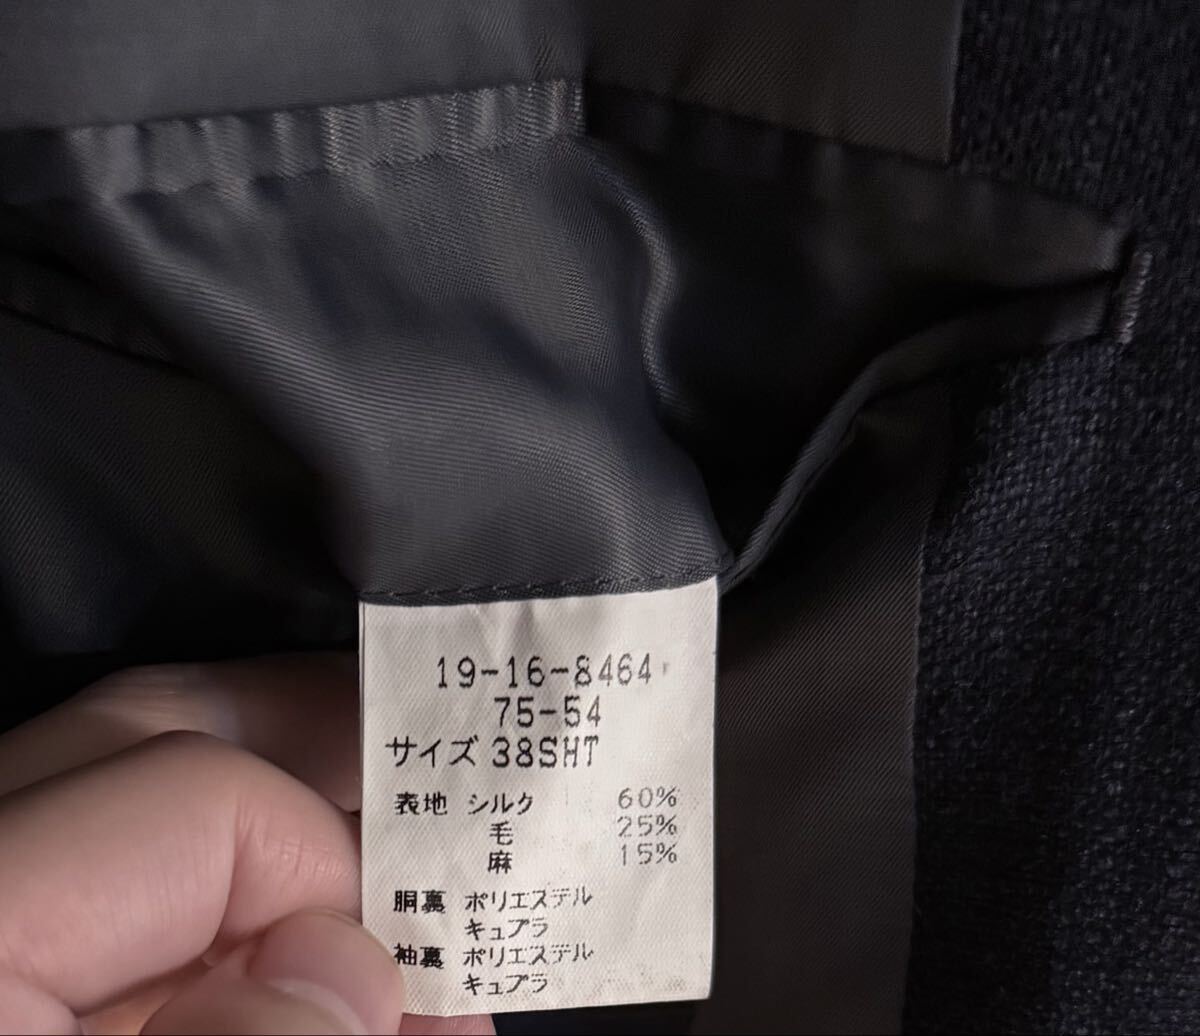 19-16-8464
75-54
サイズ 38SHT
表地 シルク 60%
毛 25%
麻 15%
胴裏 ポリエステル
キュプラ
袖裏 ポリエステル
キュプラ